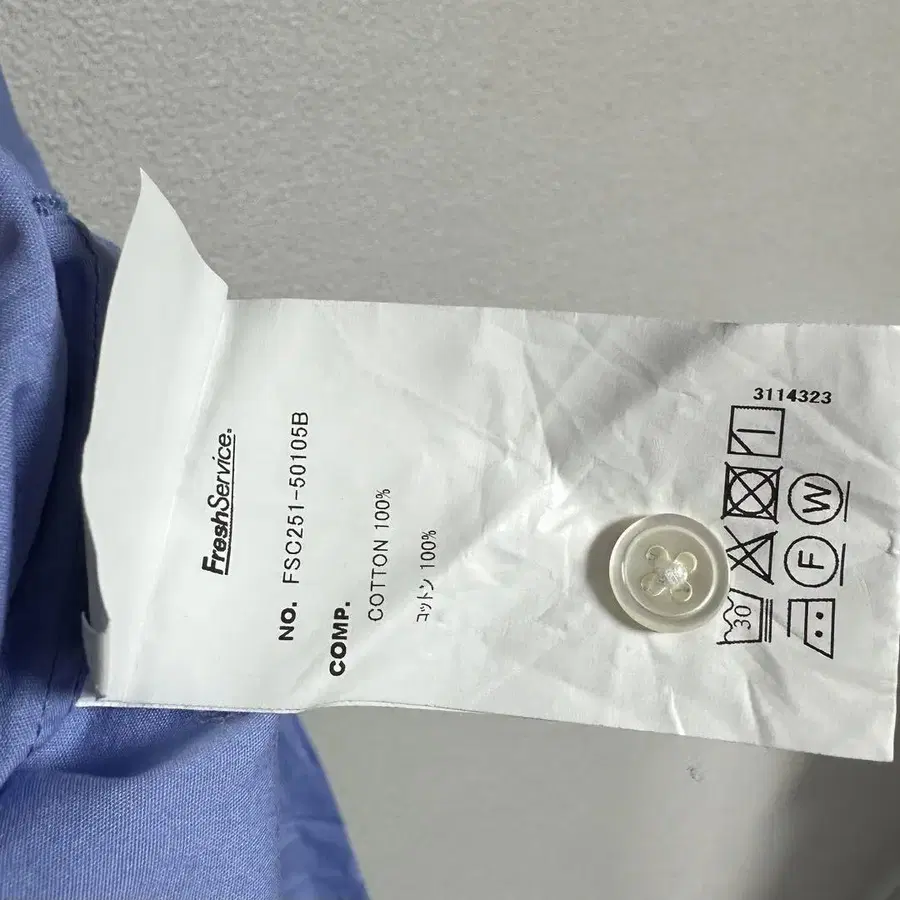 FreshService.
NO. FSC251-50105B
COMP.
COTTON 100%
コットン 100%
3114323
30
F
W